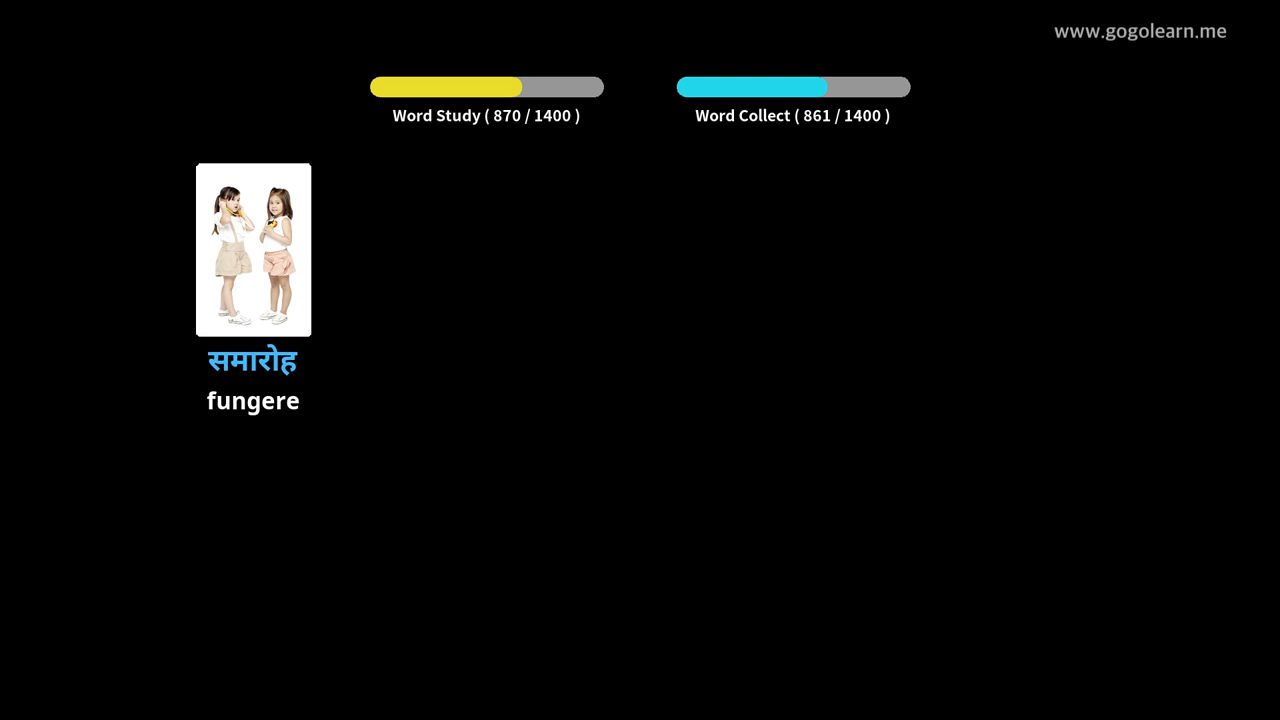 www.gogolearn.me
Word Study ( 870 / 1400 )
Word Collect ( 861 / 1400 )
समारोह
fungere